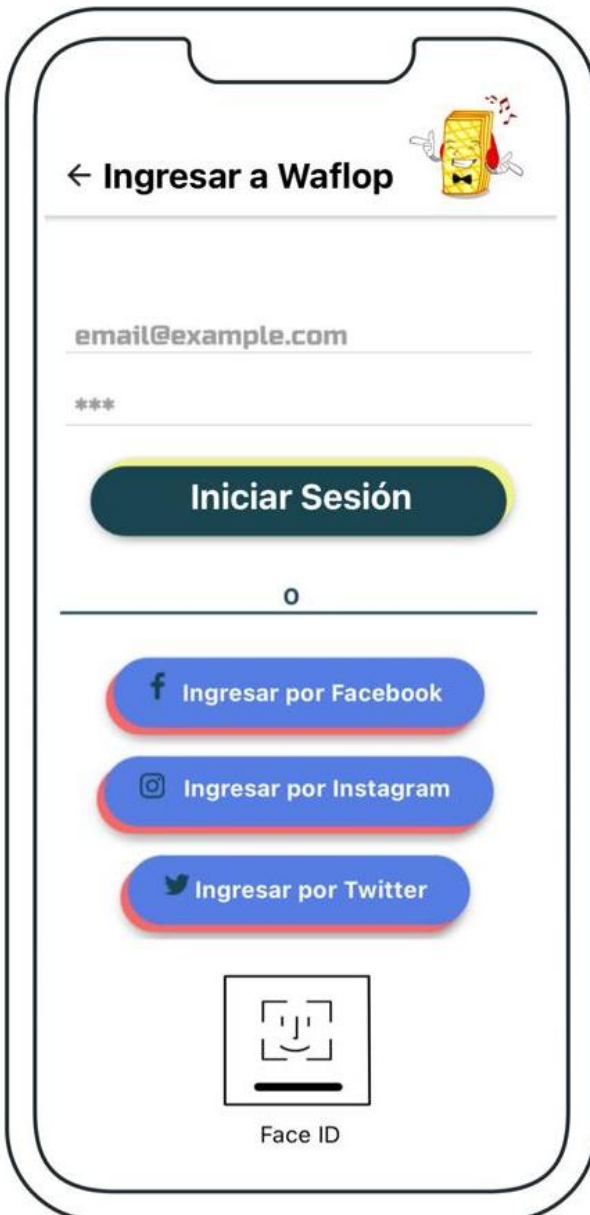 ← Ingresar a Waflop
email@example.com
***
Iniciar Sesión
O
Ingresar por Facebook
Ingresar por Instagram
Ingresar por Twitter
Face ID